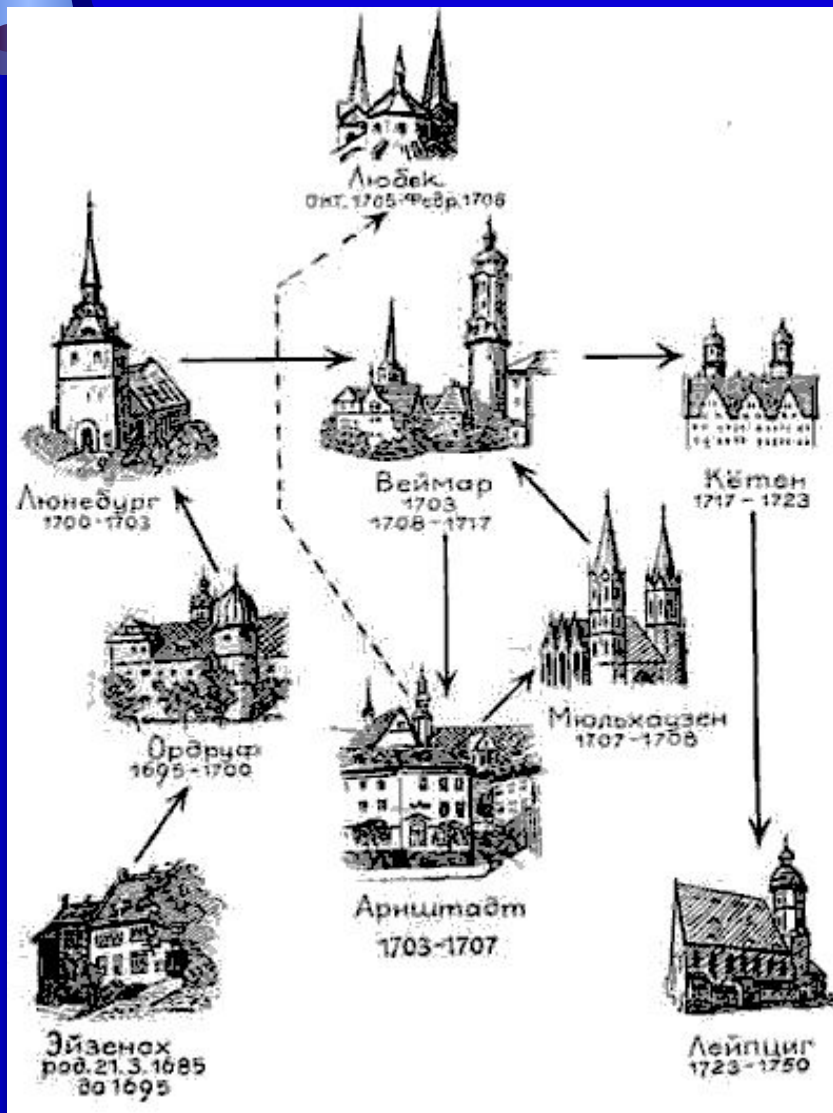 Любек
окт. 1705-Февр. 1706
Люнебург
1700-1703
Веймар
1703
1708-1717
Кётен
1717-1723
Ордруф
1695-1700
Мюльхаузен
1707-1708
Арнштадт
1703-1707
Эйзенах
род. 21.3.1685
до 1695
Лейпциг
1723-1750